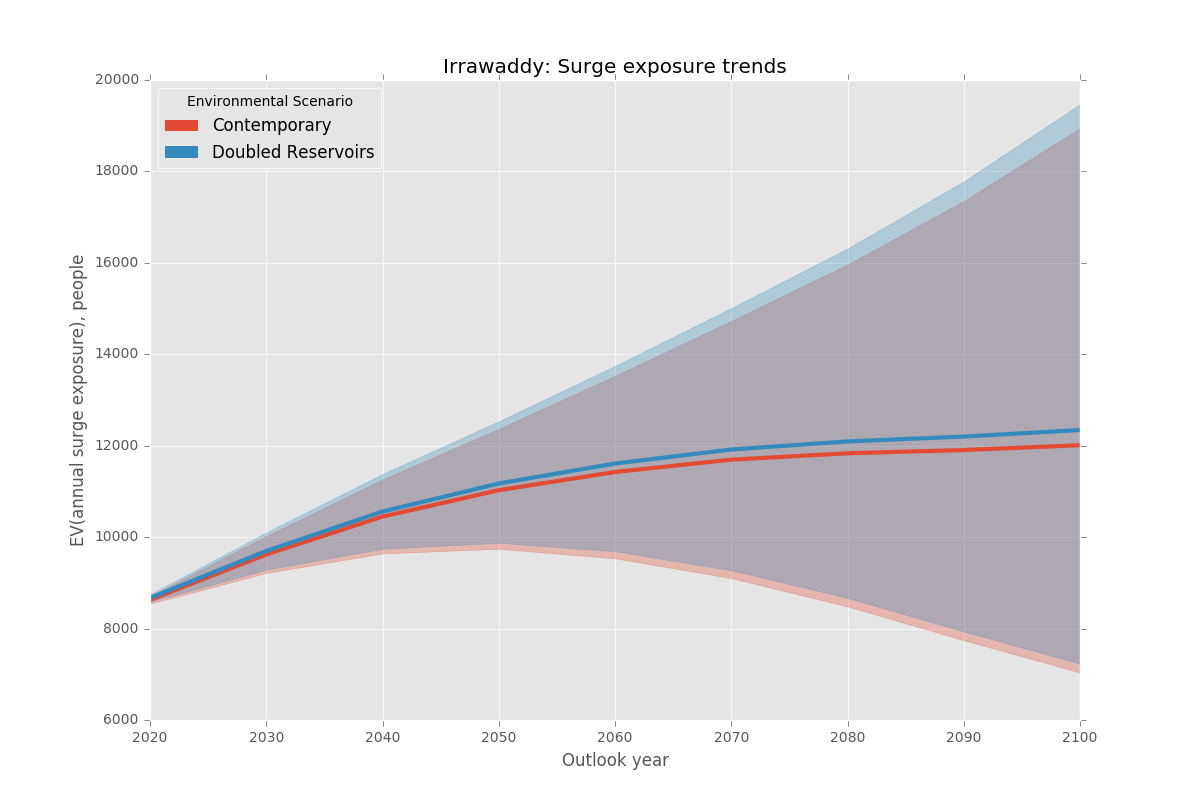 Irrawaddy: Surge exposure trends
Environmental Scenario
Contemporary
Doubled Reservoirs
EV(annual surge exposure), people
20000
18000
16000
14000
12000
10000
8000
6000
2020 2030 2040 2050 2060 2070 2080 2090 2100
Outlook year